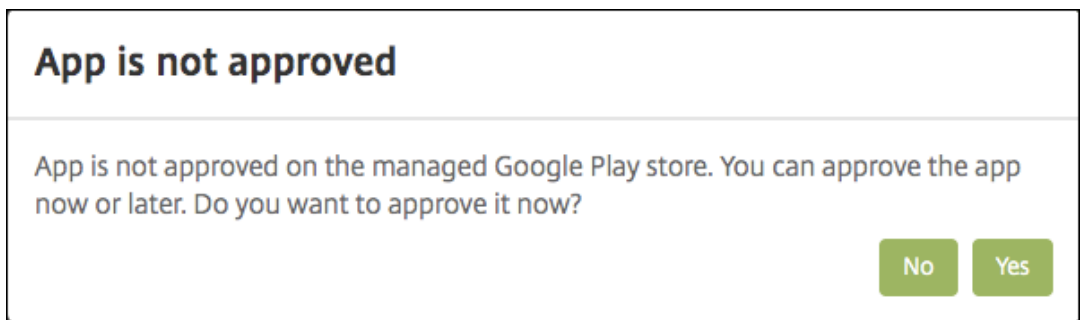 App is not approved
App is not approved on the managed Google Play store. You can approve the app
now or later. Do you want to approve it now?
No Yes